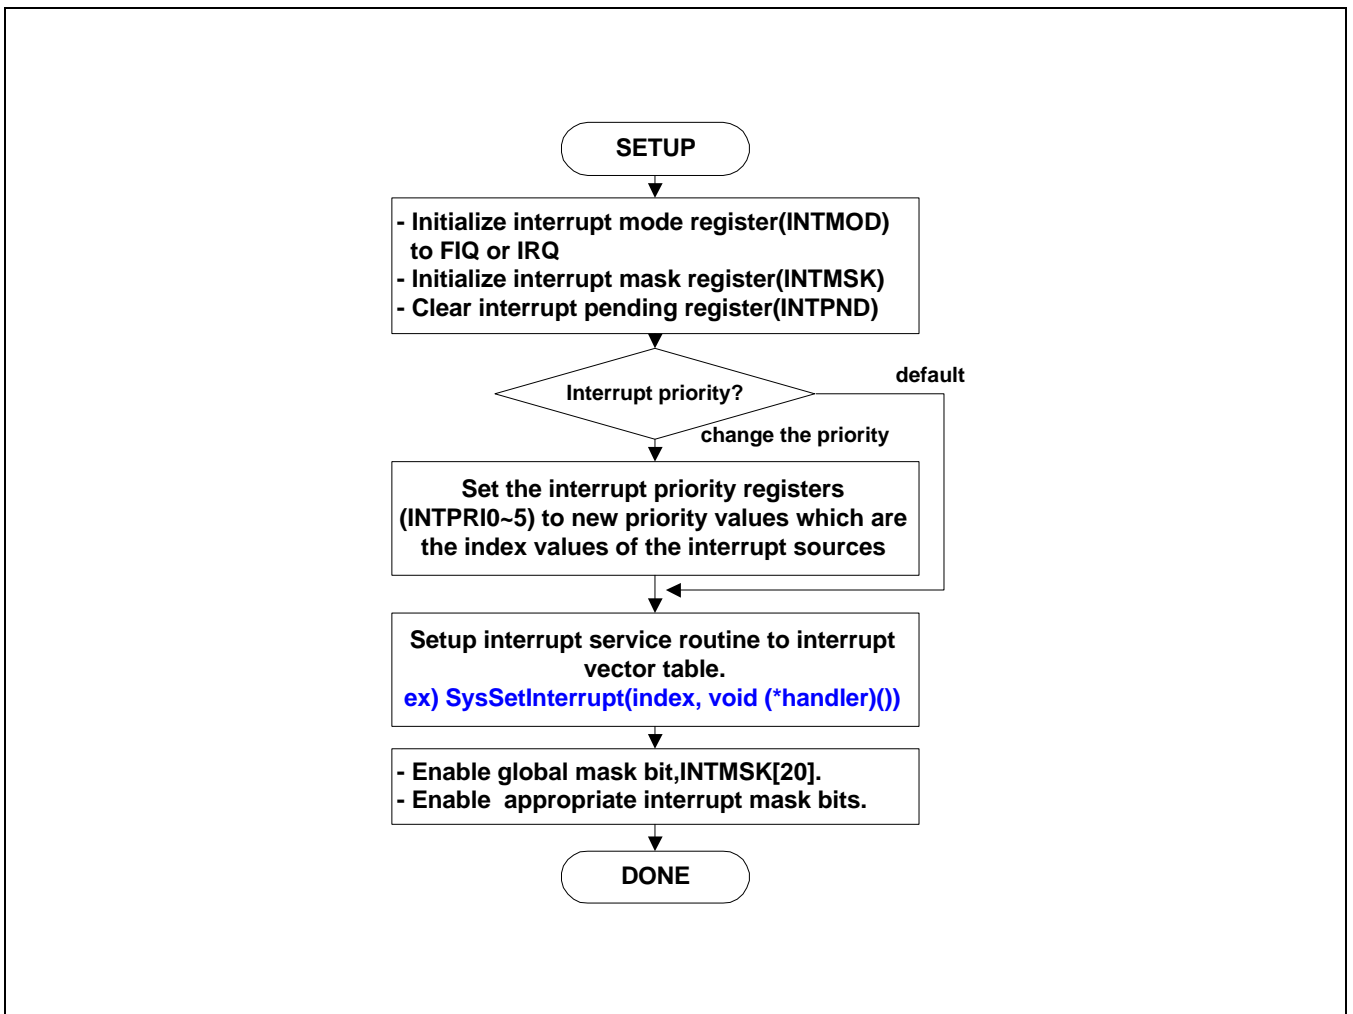 SETUP
- Initialize interrupt mode register(INTMOD)
to FIQ or IRQ
- Initialize interrupt mask register(INTMSK)
- Clear interrupt pending register(INTPND)
default
Interrupt priority?
change the priority
Set the interrupt priority registers
(INTPRI0~5) to new priority values which are
the index values of the interrupt sources
Setup interrupt service routine to interrupt
vector table.
ex) SysSetInterrupt(index, void (*handler)())
- Enable global mask bit,INTMSK[20].
- Enable  appropriate interrupt mask bits.
DONE